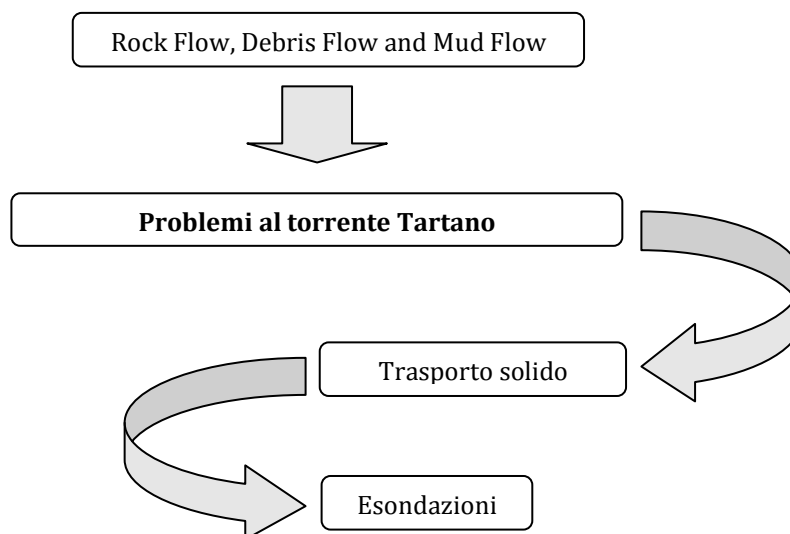 Rock Flow, Debris Flow and Mud Flow
Problemi al torrente Tartano
Trasporto solido
Esondazioni